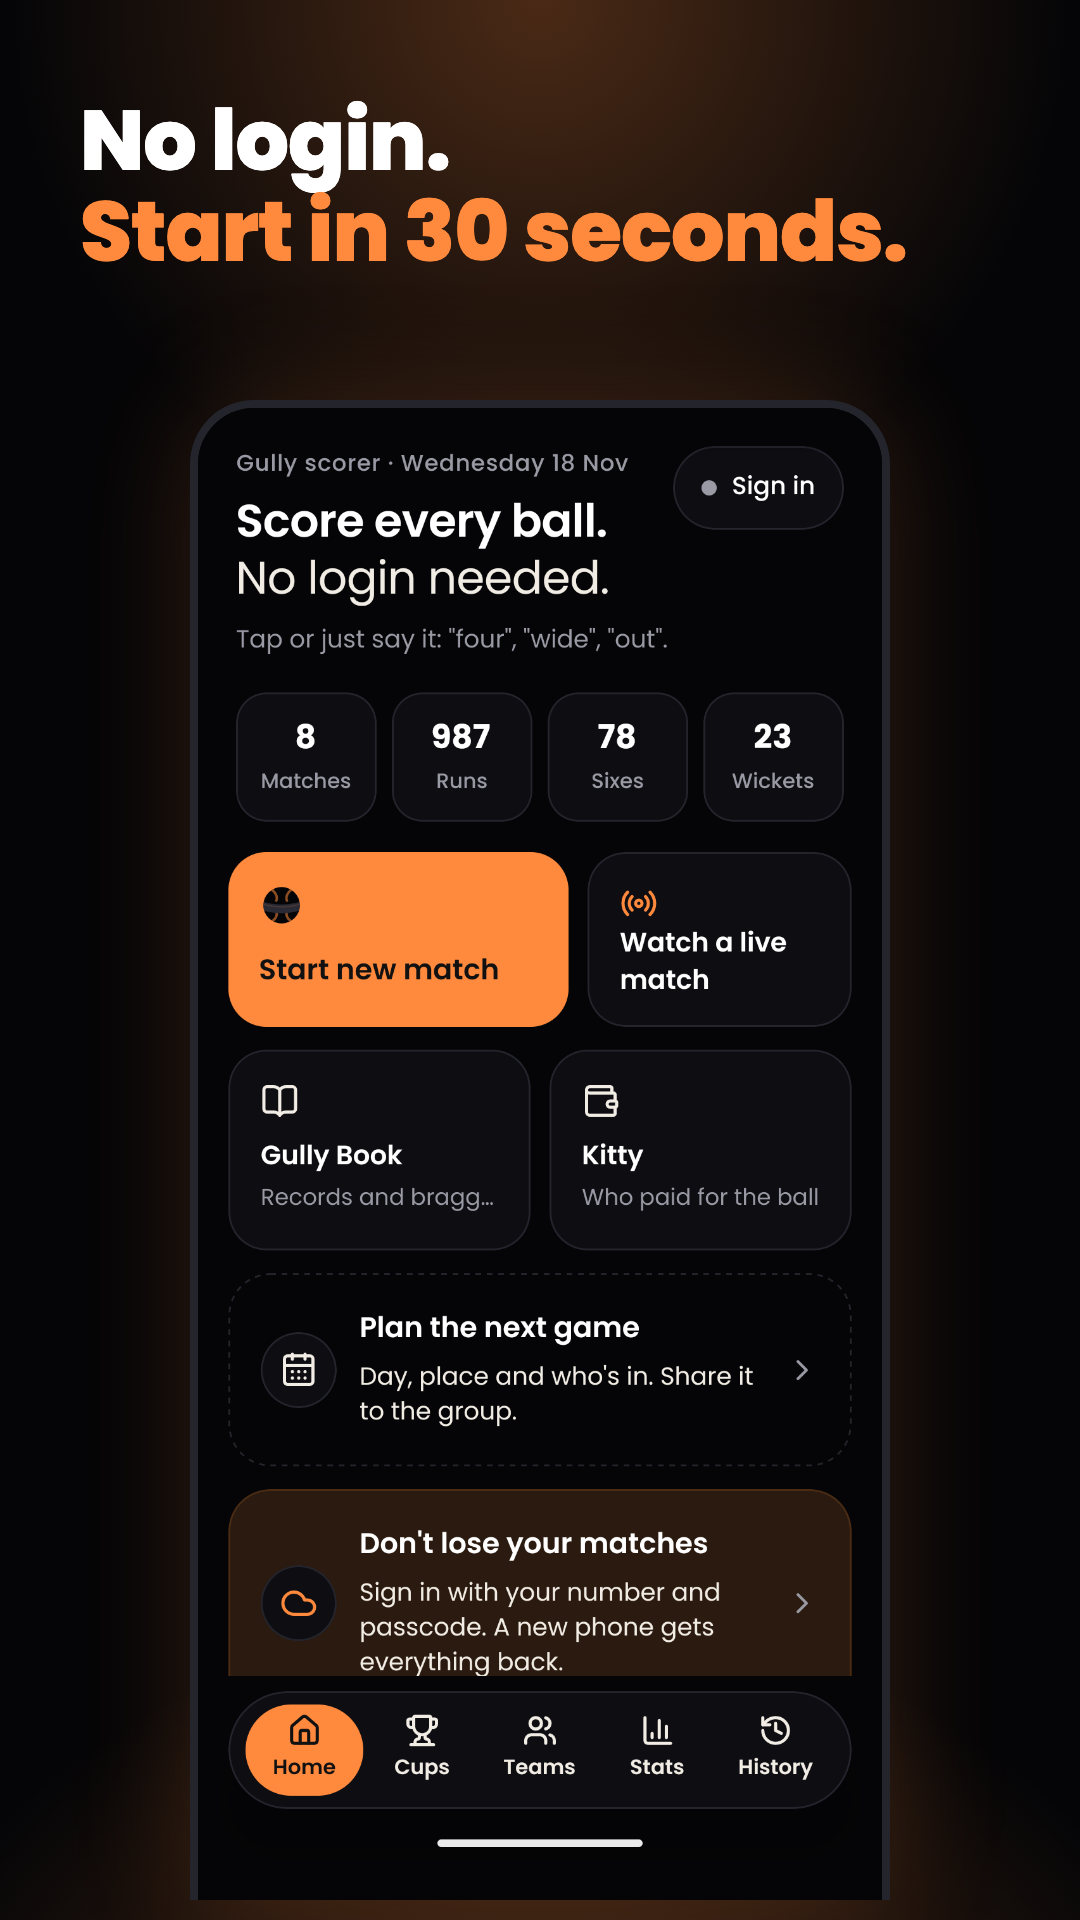 No login.
Start in 30 seconds.
Gully scorer · Wednesday 18 Nov
Sign in
Score every ball.
No login needed.
Tap or just say it: "four", "wide", "out".
8
Matches
987
Runs
78
Sixes
23
Wickets
Start new match
Watch a live
match
Gully Book
Records and bragg...
Kitty
Who paid for the ball
Plan the next game
Day, place and who's in. Share it
to the group.
Don't lose your matches
Sign in with your number and
passcode. A new phone gets
everything back.
Home
Cups
Teams
Stats
History